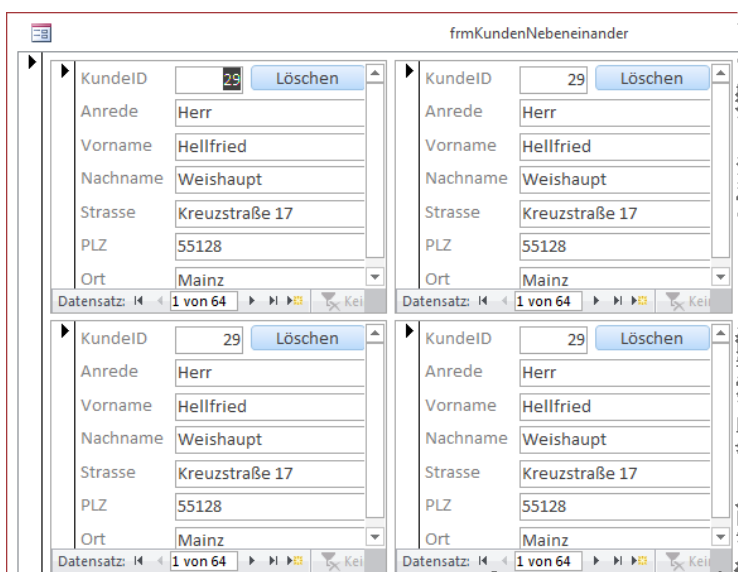 frmKundenNebeneinander
KundeID 29 Löschen
Anrede Herr
Vorname Hellfried
Nachname Weishaupt
Strasse Kreuzstraße 17
PLZ 55128
Ort Mainz
Datensatz: 1 von 64 Kei
KundeID 29 Löschen
Anrede Herr
Vorname Hellfried
Nachname Weishaupt
Strasse Kreuzstraße 17
PLZ 55128
Ort Mainz
Datensatz: 1 von 64 Kei
KundeID 29 Löschen
Anrede Herr
Vorname Hellfried
Nachname Weishaupt
Strasse Kreuzstraße 17
PLZ 55128
Ort Mainz
Datensatz: 1 von 64 Kei
KundeID 29 Löschen
Anrede Herr
Vorname Hellfried
Nachname Weishaupt
Strasse Kreuzstraße 17
PLZ 55128
Ort Mainz
Datensatz: 1 von 64 Kei